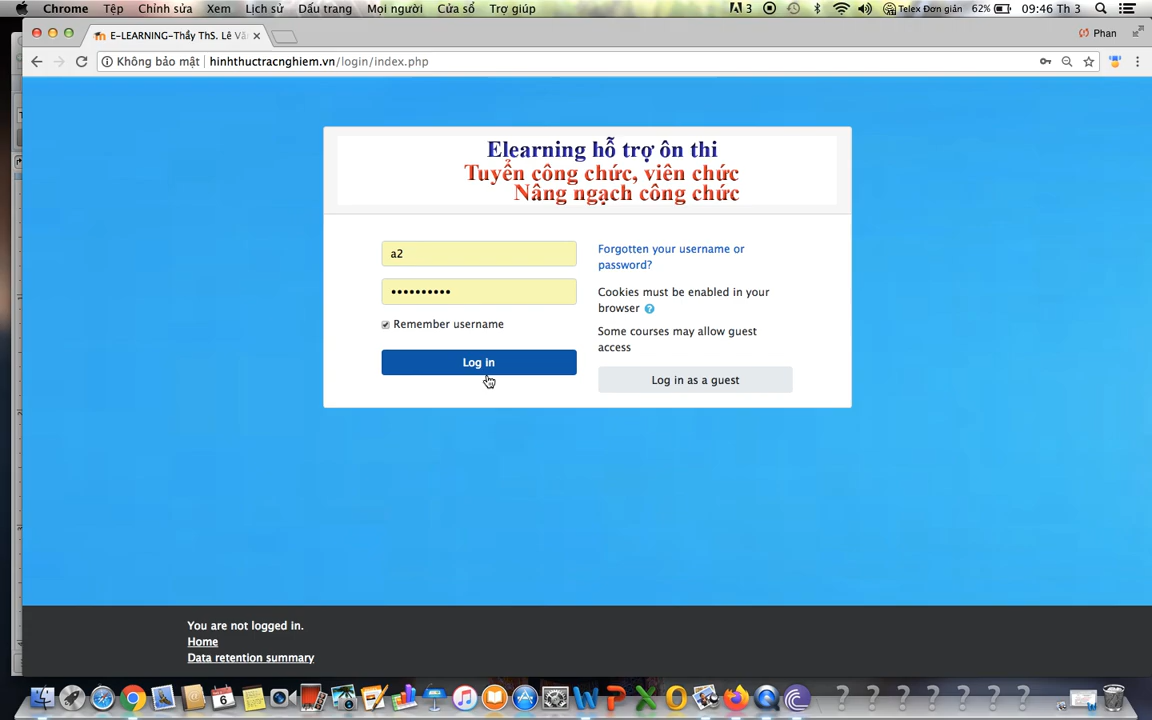 Chrome Tệp Chỉnh sửa Xem Lịch sử Dấu trang Mọi người Cửa sổ Trợ giúp 3 Telex Đơn giản 62% 09:46 Th 3
E-LEARNING-Thầy ThS. Lê Vă
Phan
Không bảo mật hinhthuctracnghiem.vn/login/index.php
Elearning hỗ trợ ôn thi
Tuyển công chức, viên chức
Nâng ngạch công chức
a2
Forgotten your username or
password?
••••••••••
Cookies must be enabled in your
browser ?
Remember username
Some courses may allow guest
access
Log in
Log in as a guest
You are not logged in.
Home
Data retention summary
6